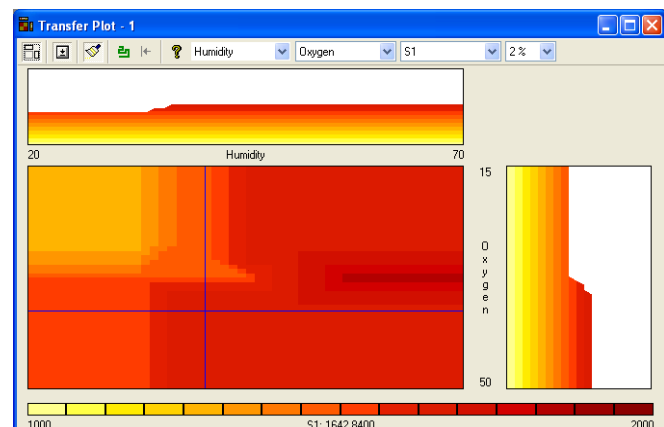 Transfer Plot - 1
Humidity Oxygen S1 2 %
20 Humidity 70
15
Oxygen
50
1000 S1: 1642.8400 2000